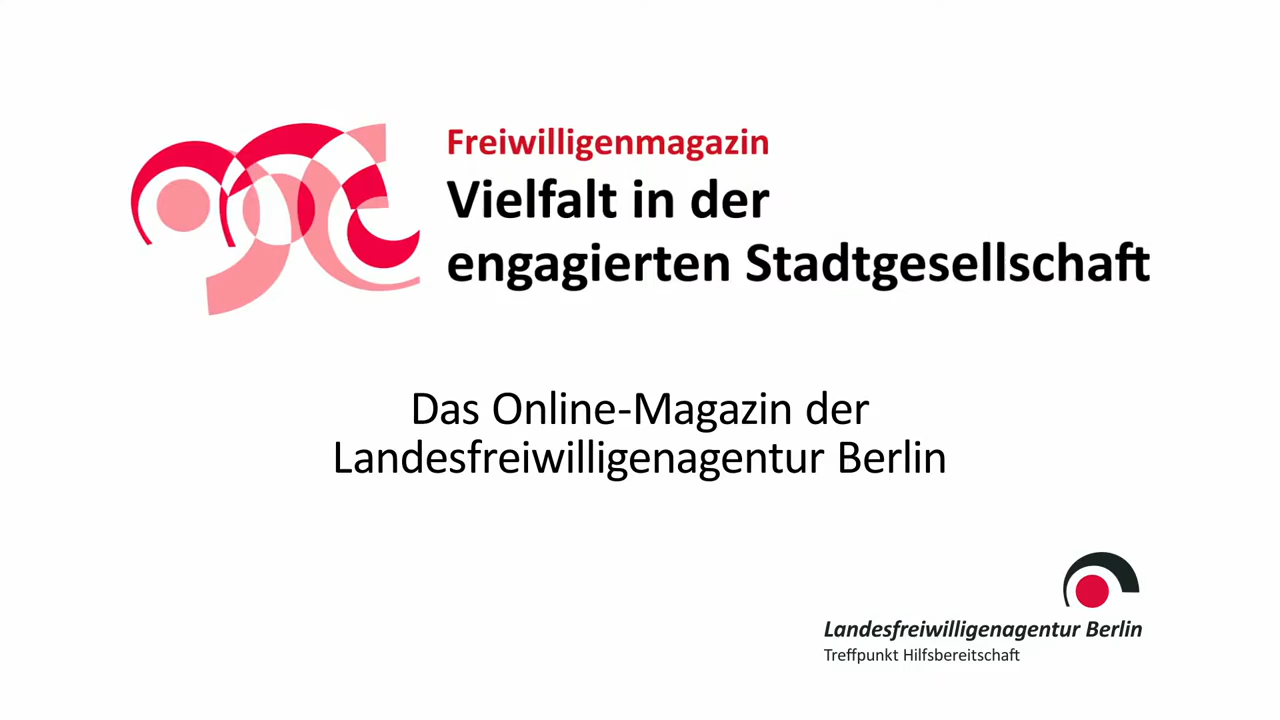 Freiwilligenmagazin
Vielfalt in der
engagierten Stadtgesellschaft
Das Online-Magazin der
Landesfreiwilligenagentur Berlin
Landesfreiwilligenagentur Berlin
Treffpunkt Hilfsbereitschaft